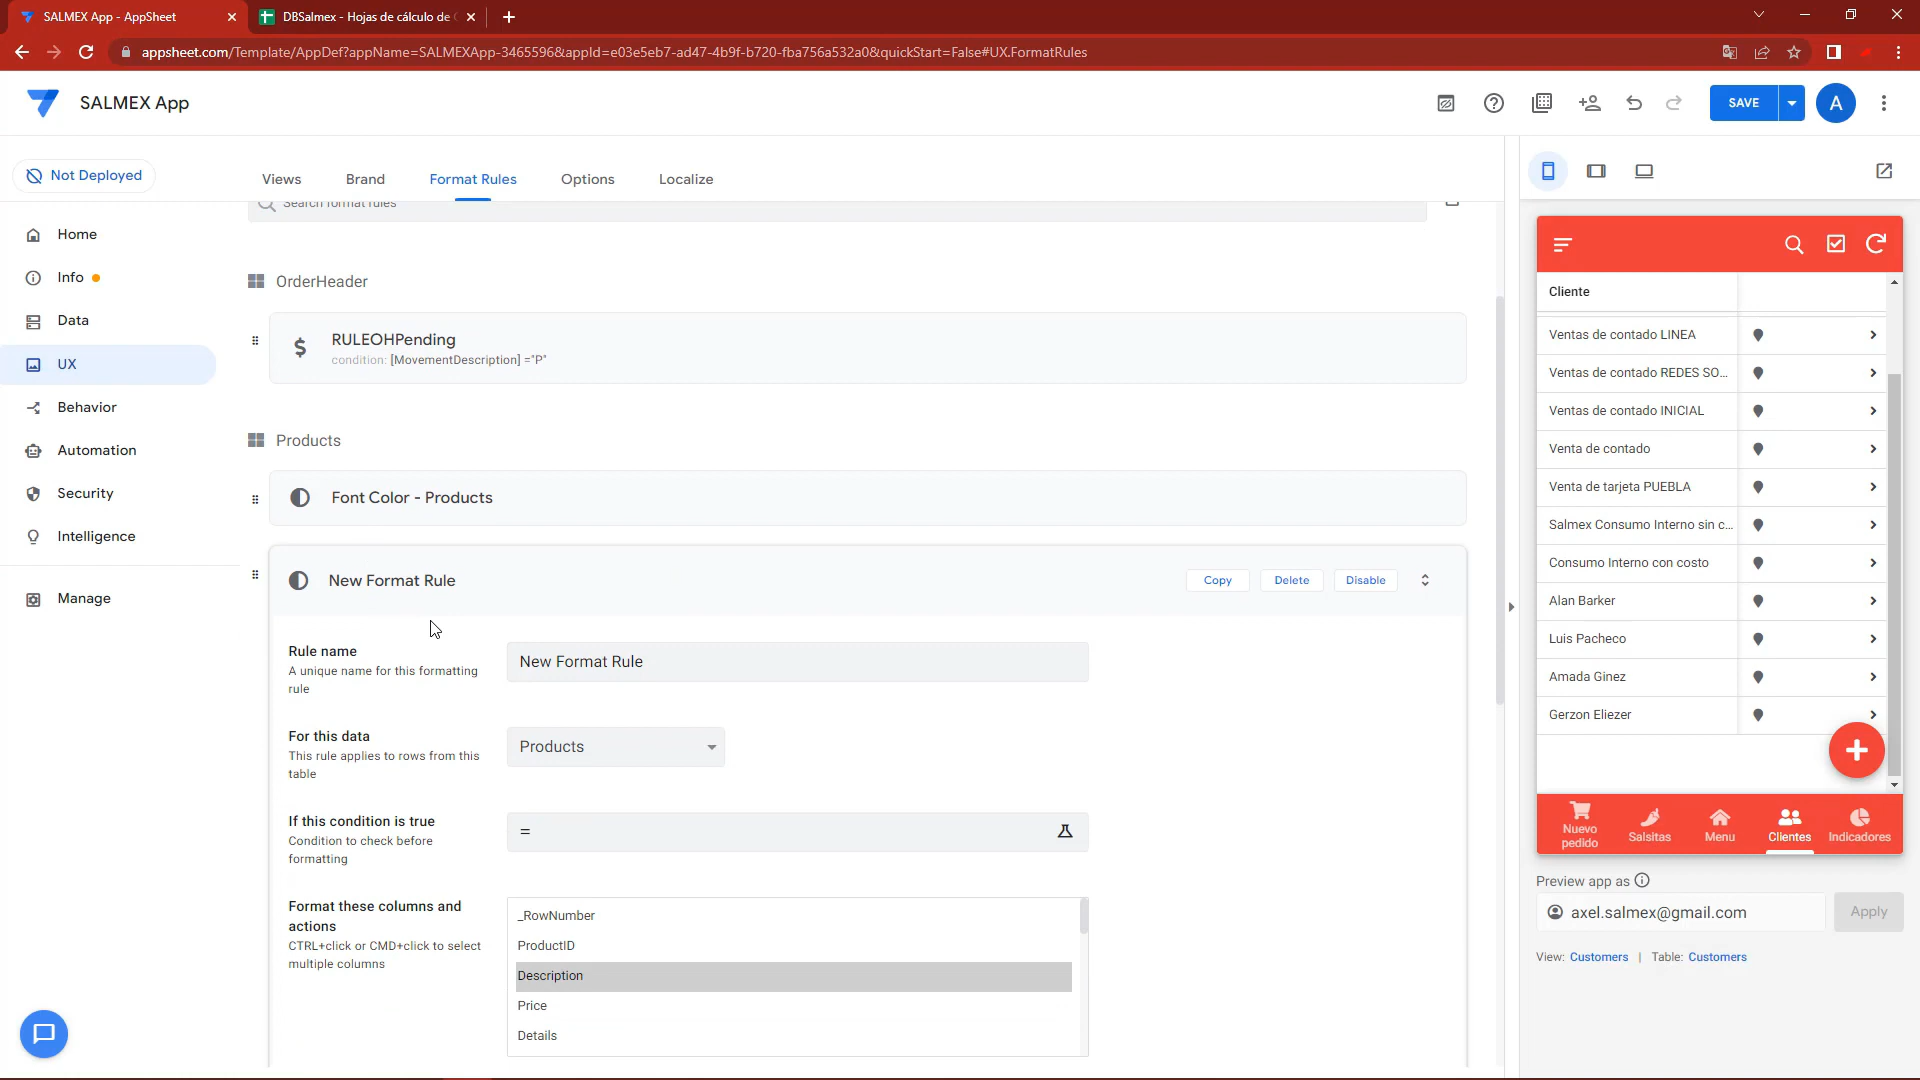 SALMEX App - AppSheet
DBSalmex - Hojas de cálculo de
appsheet.com/Template/AppDef?appName=SALMEXApp-3465596&appId=e03e5eb7-ad47-4b9f-b720-fba756a532a0&quickStart=False#UX.FormatRules
SALMEX App
SAVE
A
Not Deployed
Views
Brand
Format Rules
Options
Localize
Search format rules
Home
Info
Data
UX
Behavior
Automation
Security
Intelligence
Manage
OrderHeader
RULEOHPending
condition: [MovementDescription] ="P"
Products
Font Color - Products
New Format Rule
Copy
Delete
Disable
Rule name
A unique name for this formatting
rule
New Format Rule
For this data
This rule applies to rows from this
table
Products
If this condition is true
Condition to check before
formatting
=
Format these columns and
actions
CTRL+click or CMD+click to select
multiple columns
_RowNumber
ProductID
Description
Price
Details
Cliente
Ventas de contado LINEA
Ventas de contado REDES SO...
Ventas de contado INICIAL
Venta de contado
Venta de tarjeta PUEBLA
Salmex Consumo Interno sin c...
Consumo Interno con costo
Alan Barker
Luis Pacheco
Amada Ginez
Gerzon Eliezer
Nuevo
pedido
Salsitas
Menu
Clientes
Indicadores
Preview app as
axel.salmex@gmail.com
Apply
View: Customers | Table: Customers